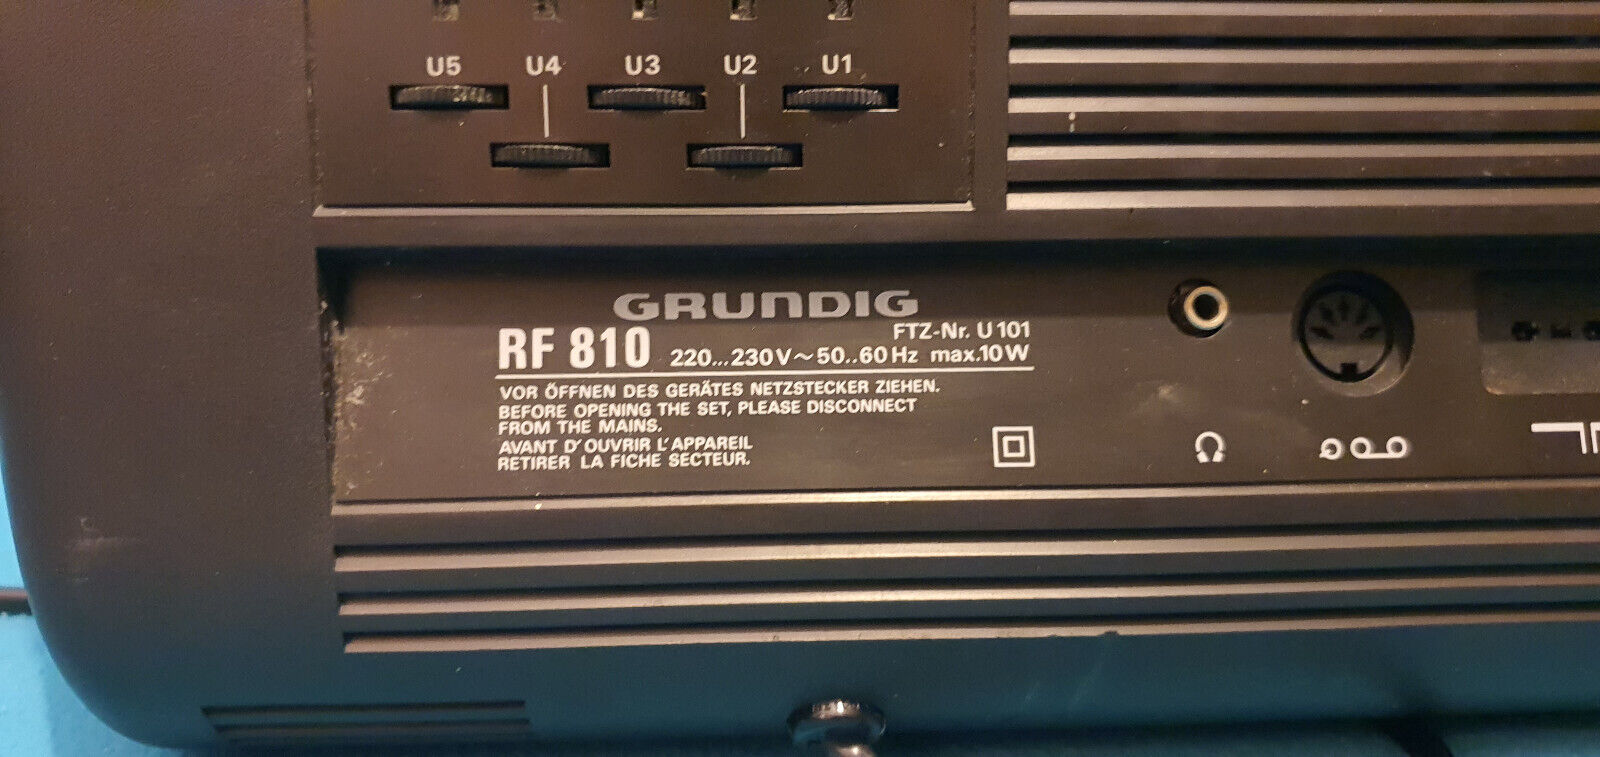 U5 U4 U3 U2 U1
GRUNDIG
RF 810 FTZ-Nr. U 101
220...230V~50..60Hz max.10W
VOR ÖFFNEN DES GERÄTES NETZSTECKER ZIEHEN.
BEFORE OPENING THE SET, PLEASE DISCONNECT
FROM THE MAINS.
AVANT D'OUVRIR L'APPAREIL
RETIRER LA FICHE SECTEUR.